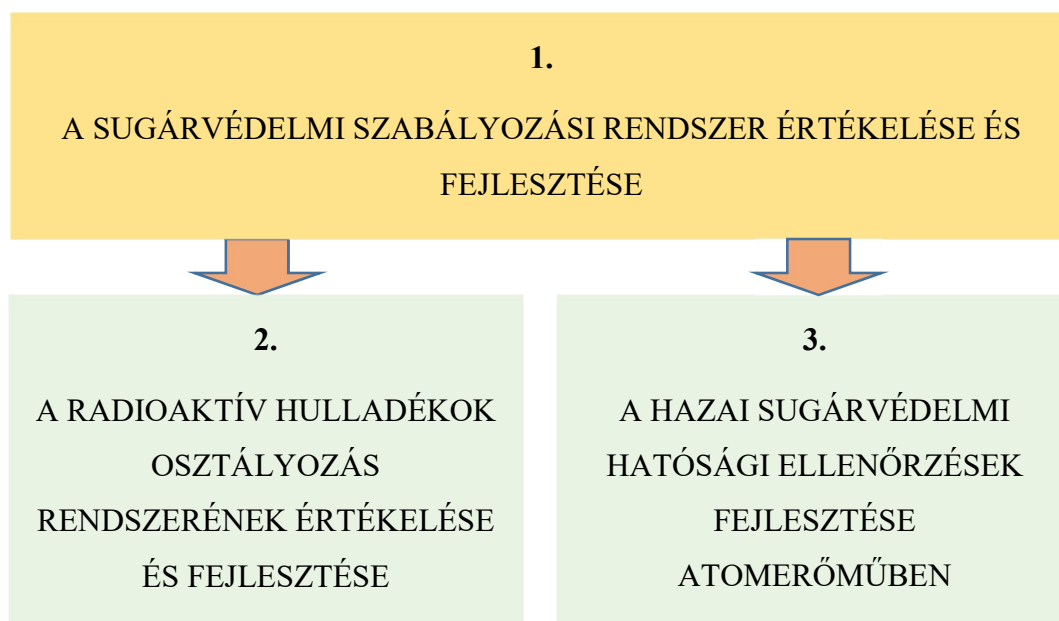 1.
A SUGÁRVÉDELMI SZABÁLYOZÁSI RENDSZER ÉRTÉKELÉSE ÉS
FEJLESZTÉSE
2.
A RADIOAKTÍV HULLADÉKOK
OSZTÁLYOZÁS
RENDSZERÉNEK ÉRTÉKELÉSE
ÉS FEJLESZTÉSE
3.
A HAZAI SUGÁRVÉDELMI
HATÓSÁGI ELLENŐRZÉSEK
FEJLESZTÉSE
ATOMERŐMŰBEN